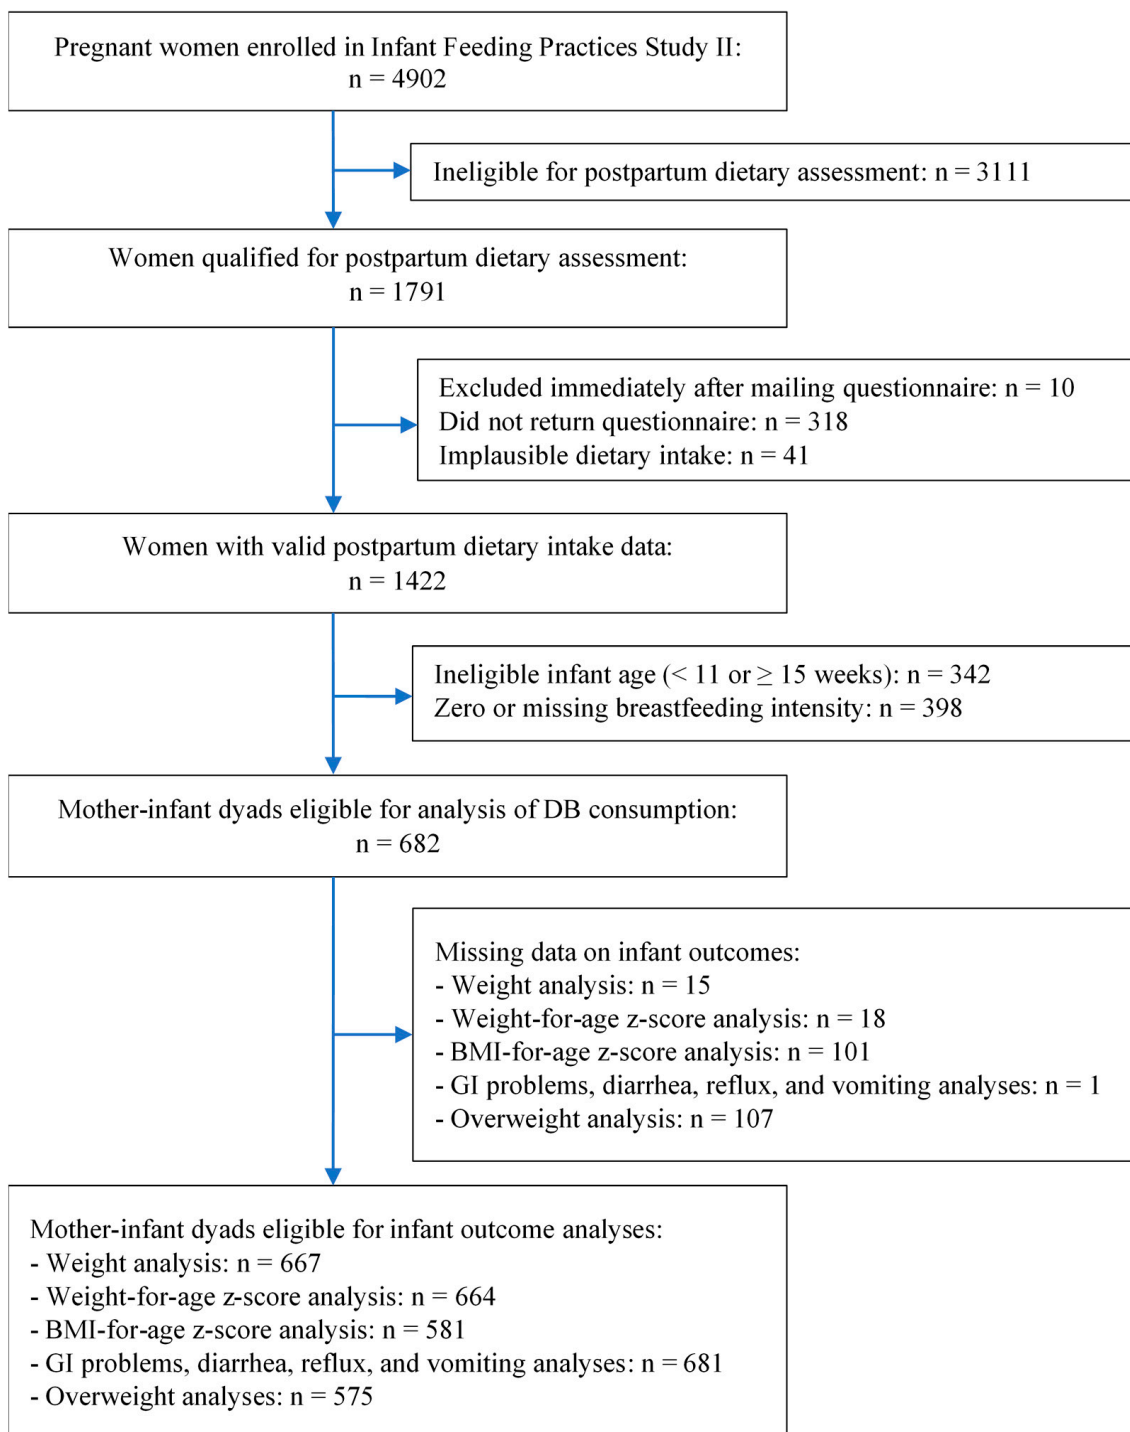 Pregnant women enrolled in Infant Feeding Practices Study II:
n = 4902
Ineligible for postpartum dietary assessment: n = 3111
Women qualified for postpartum dietary assessment:
n = 1791
Excluded immediately after mailing questionnaire: n = 10
Did not return questionnaire: n = 318
Implausible dietary intake: n = 41
Women with valid postpartum dietary intake data:
n = 1422
Ineligible infant age (< 11 or ≥ 15 weeks): n = 342
Zero or missing breastfeeding intensity: n = 398
Mother-infant dyads eligible for analysis of DB consumption:
n = 682
Missing data on infant outcomes:
- Weight analysis: n = 15
- Weight-for-age z-score analysis: n = 18
- BMI-for-age z-score analysis: n = 101
- GI problems, diarrhea, reflux, and vomiting analyses: n = 1
- Overweight analysis: n = 107
Mother-infant dyads eligible for infant outcome analyses:
- Weight analysis: n = 667
- Weight-for-age z-score analysis: n = 664
- BMI-for-age z-score analysis: n = 581
- GI problems, diarrhea, reflux, and vomiting analyses: n = 681
- Overweight analyses: n = 575